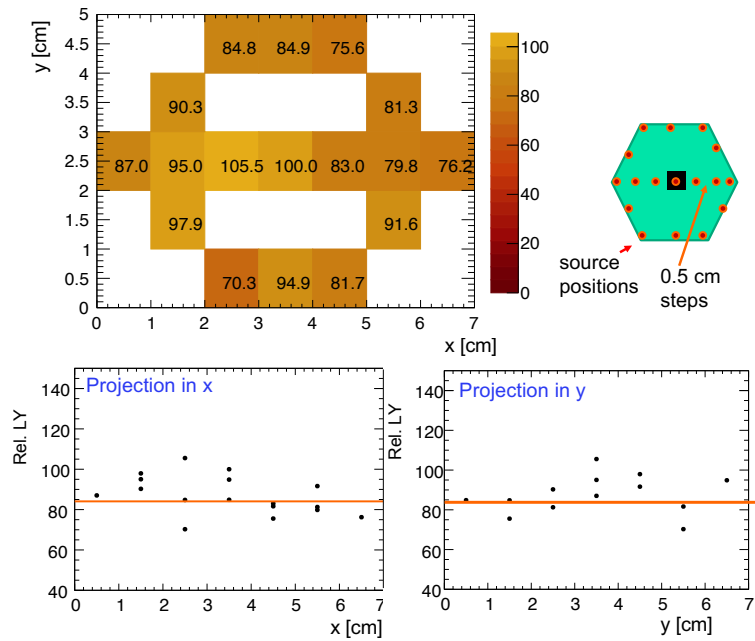 y [cm]
5
4.5
4
3.5
3
2.5
2
1.5
1
0.5
0
84.8 84.9 75.6
90.3 81.3
87.0 95.0 105.5 100.0 83.0 79.8 76.2
97.9 91.6
70.3 94.9 81.7
0 1 2 3 4 5 6 7
x [cm]
100
80
60
40
20
0
source
positions
0.5 cm
steps
Projection in x
Rel. LY
140
120
100
80
60
40
0 1 2 3 4 5 6 7
x [cm]
Projection in y
Rel. LY
140
120
100
80
60
40
0 1 2 3 4 5 6 7
y [cm]